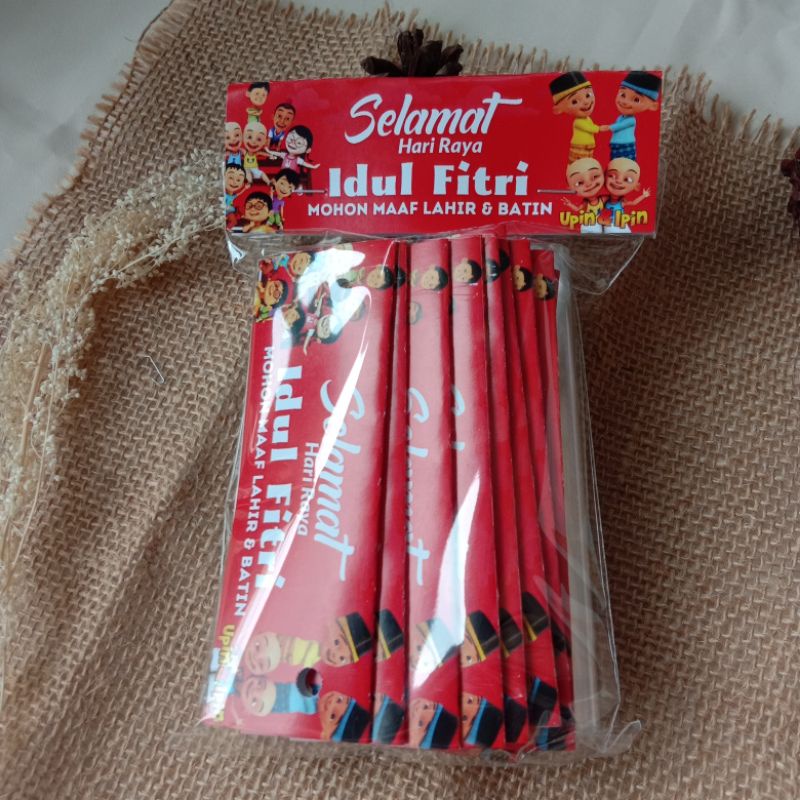 Selamat
Hari Raya
Idul Fitri
MOHON MAAF LAHIR & BATIN
Upin & Ipin
Selamat
Hari Raya
Idul Fitri
MOHON MAAF LAHIR & BATIN
Upin